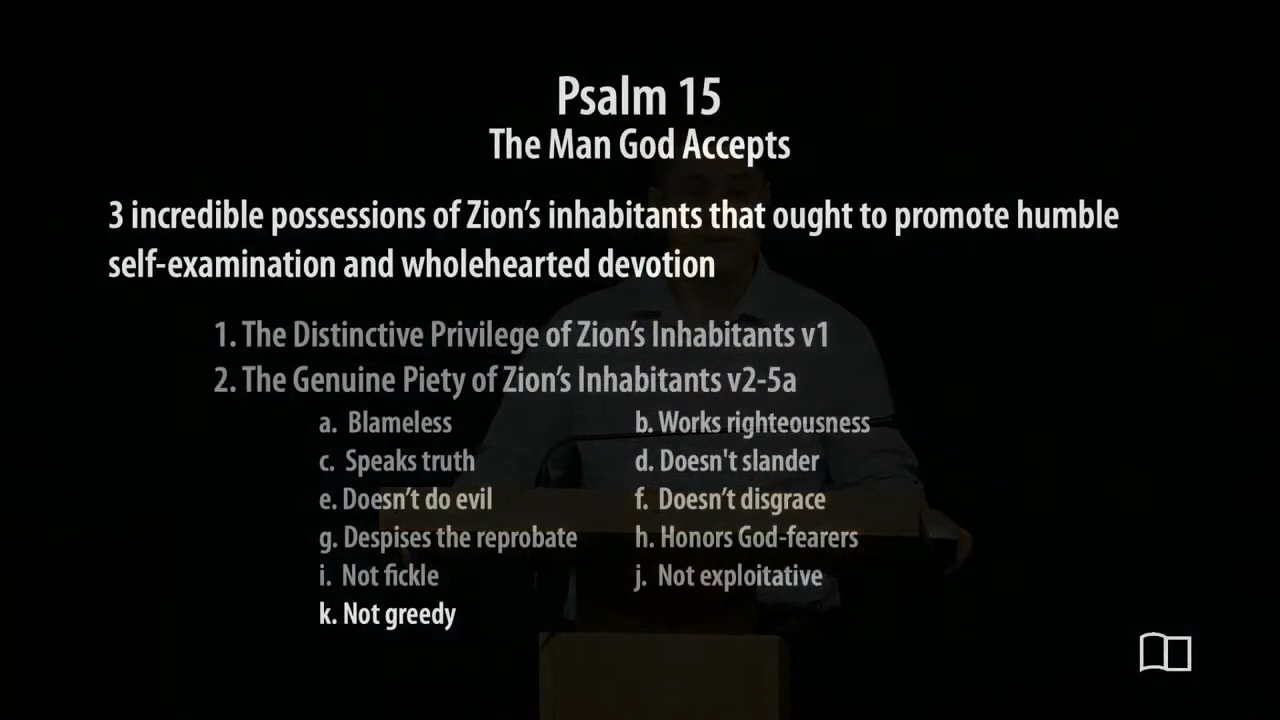 Psalm 15
The Man God Accepts
3 incredible possessions of Zion’s inhabitants that ought to promote humble
self-examination and wholehearted devotion
1. The Distinctive Privilege of Zion’s Inhabitants v1
2. The Genuine Piety of Zion’s Inhabitants v2-5a
a. Blameless
b. Works righteousness
c. Speaks truth
d. Doesn't slander
e. Doesn’t do evil
f. Doesn’t disgrace
g. Despises the reprobate
h. Honors God-fearers
i. Not fickle
j. Not exploitative
k. Not greedy